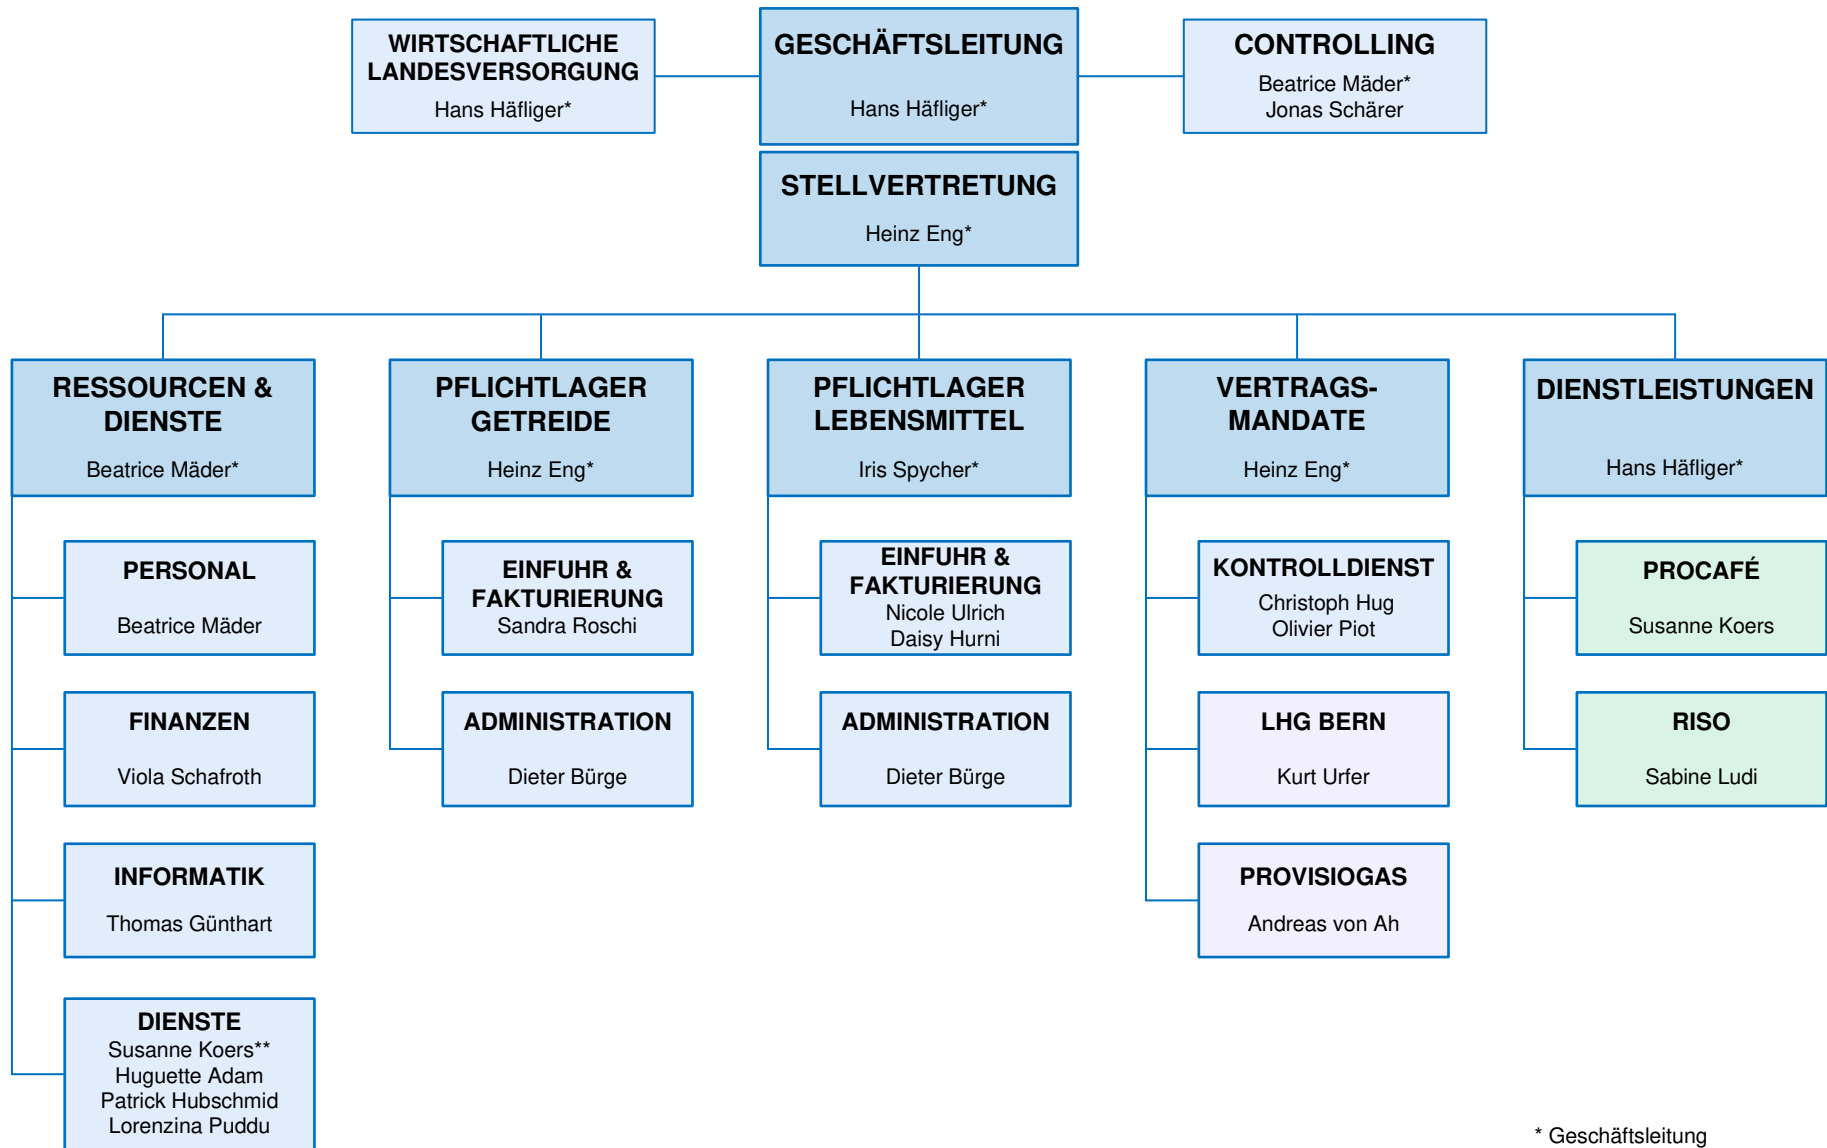 WIRTSCHAFTLICHE
LANDESVERSORGUNG
Hans Häfliger*
GESCHÄFTSLEITUNG
Hans Häfliger*
CONTROLLING
Beatrice Mäder*
Jonas Schärer
STELLVERTRETUNG
Heinz Eng*
RESSOURCEN &
DIENSTE
Beatrice Mäder*
PFLICHTLAGER
GETREIDE
Heinz Eng*
PFLICHTLAGER
LEBENSMITTEL
Iris Spycher*
VERTRAGS-
MANDATE
Heinz Eng*
DIENSTLEISTUNGEN
Hans Häfliger*
PERSONAL
Beatrice Mäder
EINFUHR &
FAKTURIERUNG
Sandra Roschi
EINFUHR &
FAKTURIERUNG
Nicole Ulrich
Daisy Hurni
KONTROLLDIENST
Christoph Hug
Olivier Piot
PROCAFÉ
Susanne Koers
FINANZEN
Viola Schafroth
ADMINISTRATION
Dieter Bürge
ADMINISTRATION
Dieter Bürge
LHG BERN
Kurt Urfer
RISO
Sabine Ludi
INFORMATIK
Thomas Günthart
PROVISIOGAS
Andreas von Ah
DIENSTE
Susanne Koers**
Huguette Adam
Patrick Hubschmid
Lorenzina Puddu
* Geschäftsleitung